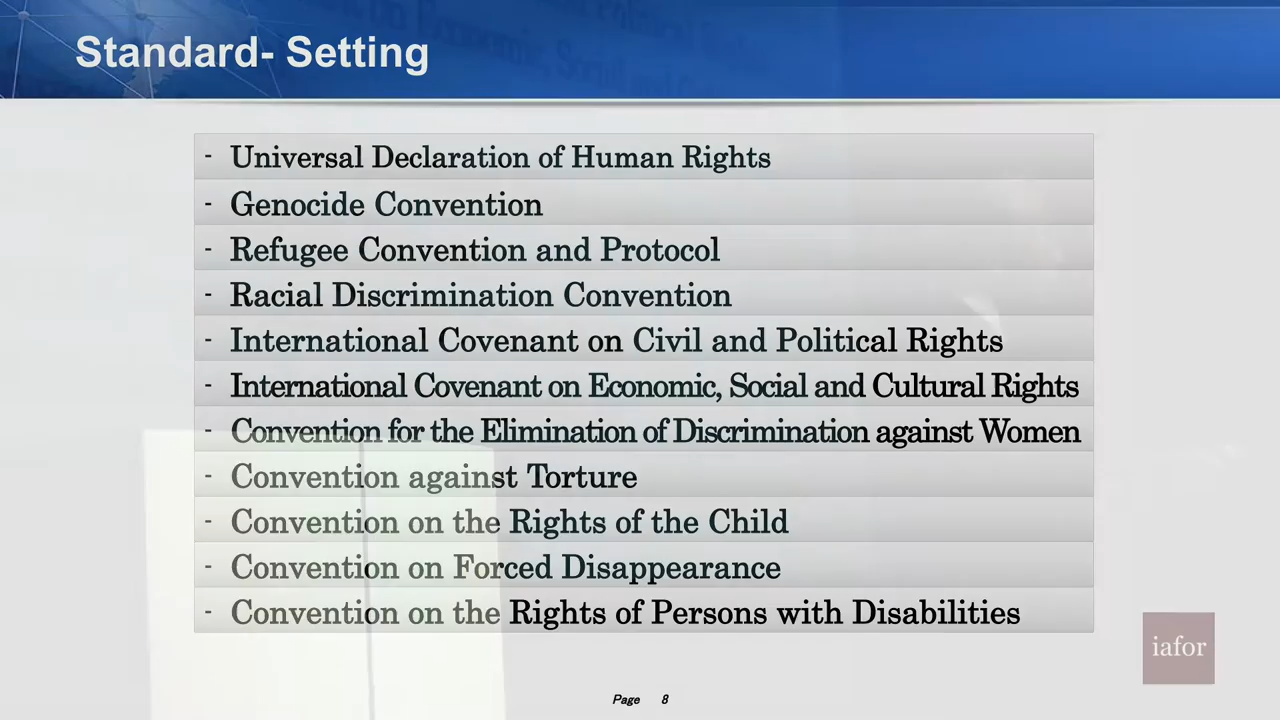 Standard- Setting
- Universal Declaration of Human Rights
- Genocide Convention
- Refugee Convention and Protocol
- Racial Discrimination Convention
- International Covenant on Civil and Political Rights
- International Covenant on Economic, Social and Cultural Rights
- Convention for the Elimination of Discrimination against Women
- Convention against Torture
- Convention on the Rights of the Child
- Convention on Forced Disappearance
- Convention on the Rights of Persons with Disabilities
iafor
Page 8